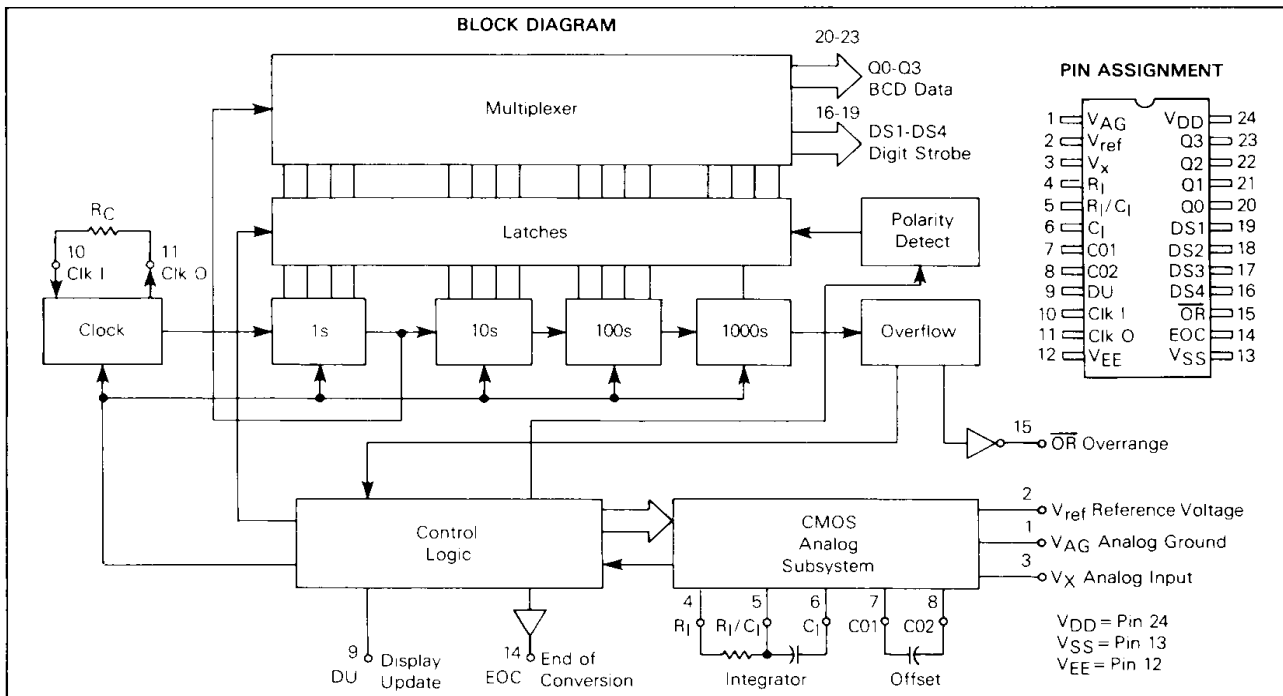 BLOCK DIAGRAM
20-23
Q0-Q3
BCD Data
16-19
DS1-DS4
Digit Strobe
Multiplexer
Latches
Polarity
Detect
RC
10
Clk I
11
Clk O
Clock
1s
10s
100s
1000s
Overflow
15
OR Overrange
Control
Logic
CMOS
Analog
Subsystem
2
Vref Reference Voltage
1
VAG Analog Ground
3
VX Analog Input
4
RI
5
RI/CI
6
CI
7
C01
8
C02
Integrator
Offset
9
DU
Display
Update
14
EOC
End of
Conversion
VDD = Pin 24
VSS = Pin 13
VEE = Pin 12
PIN ASSIGNMENT
1 VAG VDD 24
2 Vref Q3 23
3 Vx Q2 22
4 RI Q1 21
5 RI/CI Q0 20
6 CI DS1 19
7 C01 DS2 18
8 C02 DS3 17
9 DU DS4 16
10 Clk I OR 15
11 Clk O EOC 14
12 VEE VSS 13